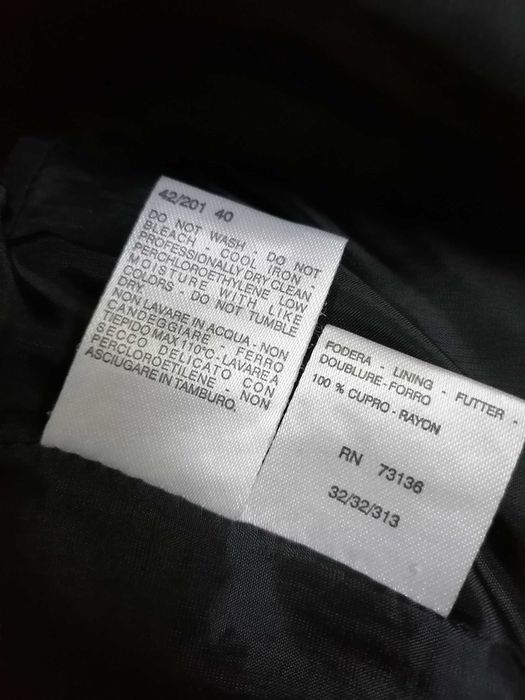 42/201 40
DO NOT WASH - DO NOT
BLEACH - COOL IRON -
PROFESSIONALLY DRY CLEAN
PERCHLOROETHYLENE LOW
MOISTURE WITH LIKE
COLORS - DO NOT TUMBLE
DRY.
NON LAVARE IN ACQUA - NON
CANDEGGIARE - FERRO
TIEPIDO MAX 110°C - LAVARE A
SECCO DELICATO CON
PERCLOROETILENE - NON
ASCIUGARE IN TAMBURO.
FODERA - LINING - FUTTER -
DOUBLURE - FORRO
100 % CUPRO - RAYON
RN 73136
32/32/313